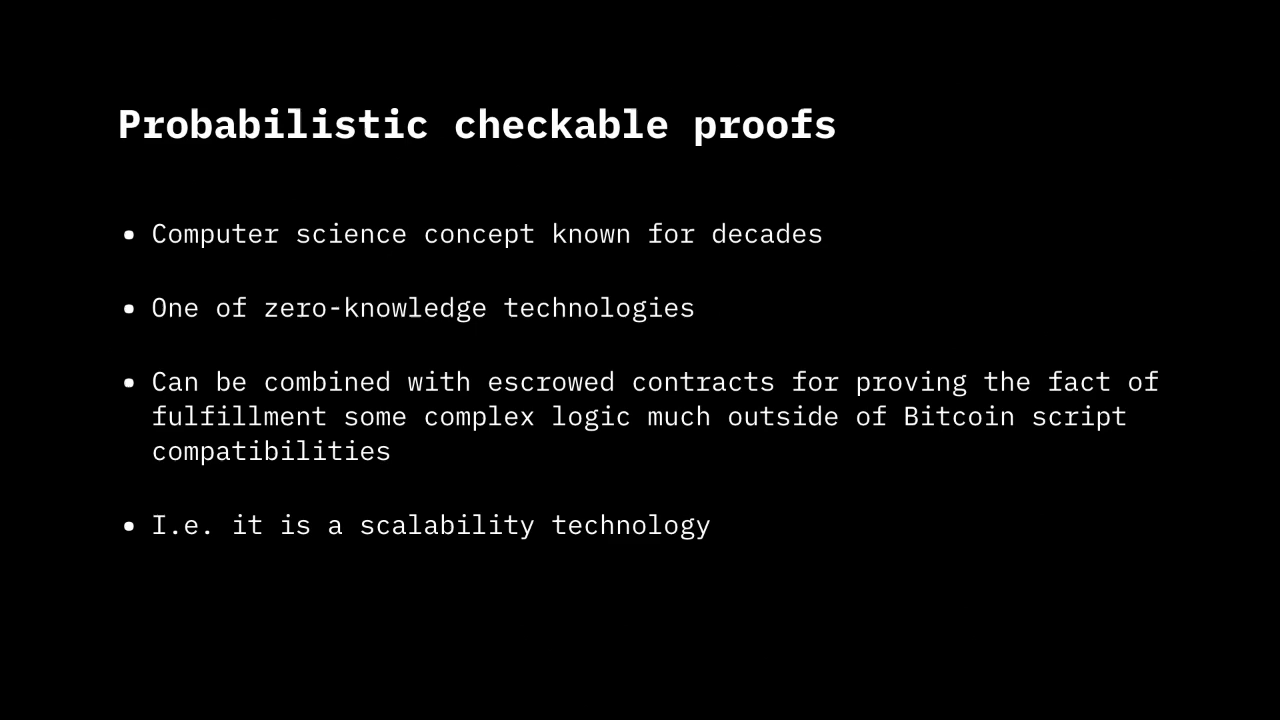 Probabilistic checkable proofs
• Computer science concept known for decades
• One of zero-knowledge technologies
• Can be combined with escrowed contracts for proving the fact of
fulfillment some complex logic much outside of Bitcoin script
compatibilities
• I.e. it is a scalability technology